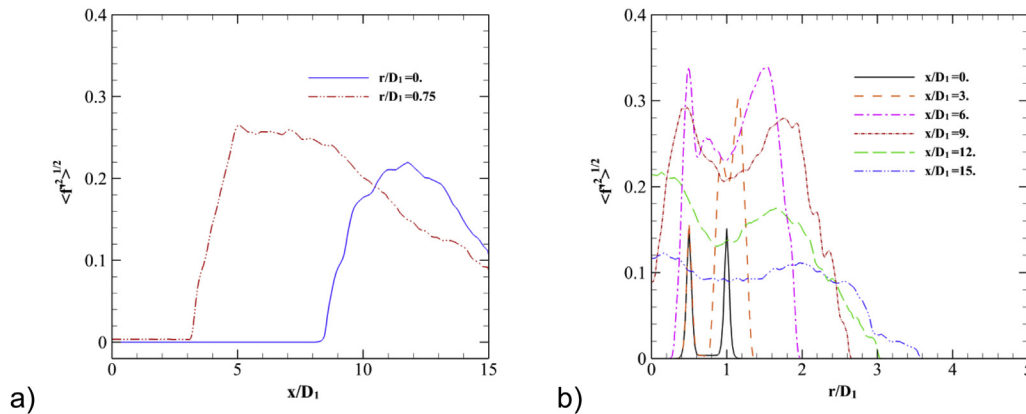 0.4
0.3
0.2
0.1
0
<f'²>^1/2
r/D₁=0.
r/D₁=0.75
0 5 10 15
x/D₁
a)
0.4
0.3
0.2
0.1
0
<f'²>^1/2
x/D₁=0.
x/D₁=3.
x/D₁=6.
x/D₁=9.
x/D₁=12.
x/D₁=15.
0 1 2 3 4 5
r/D₁
b)